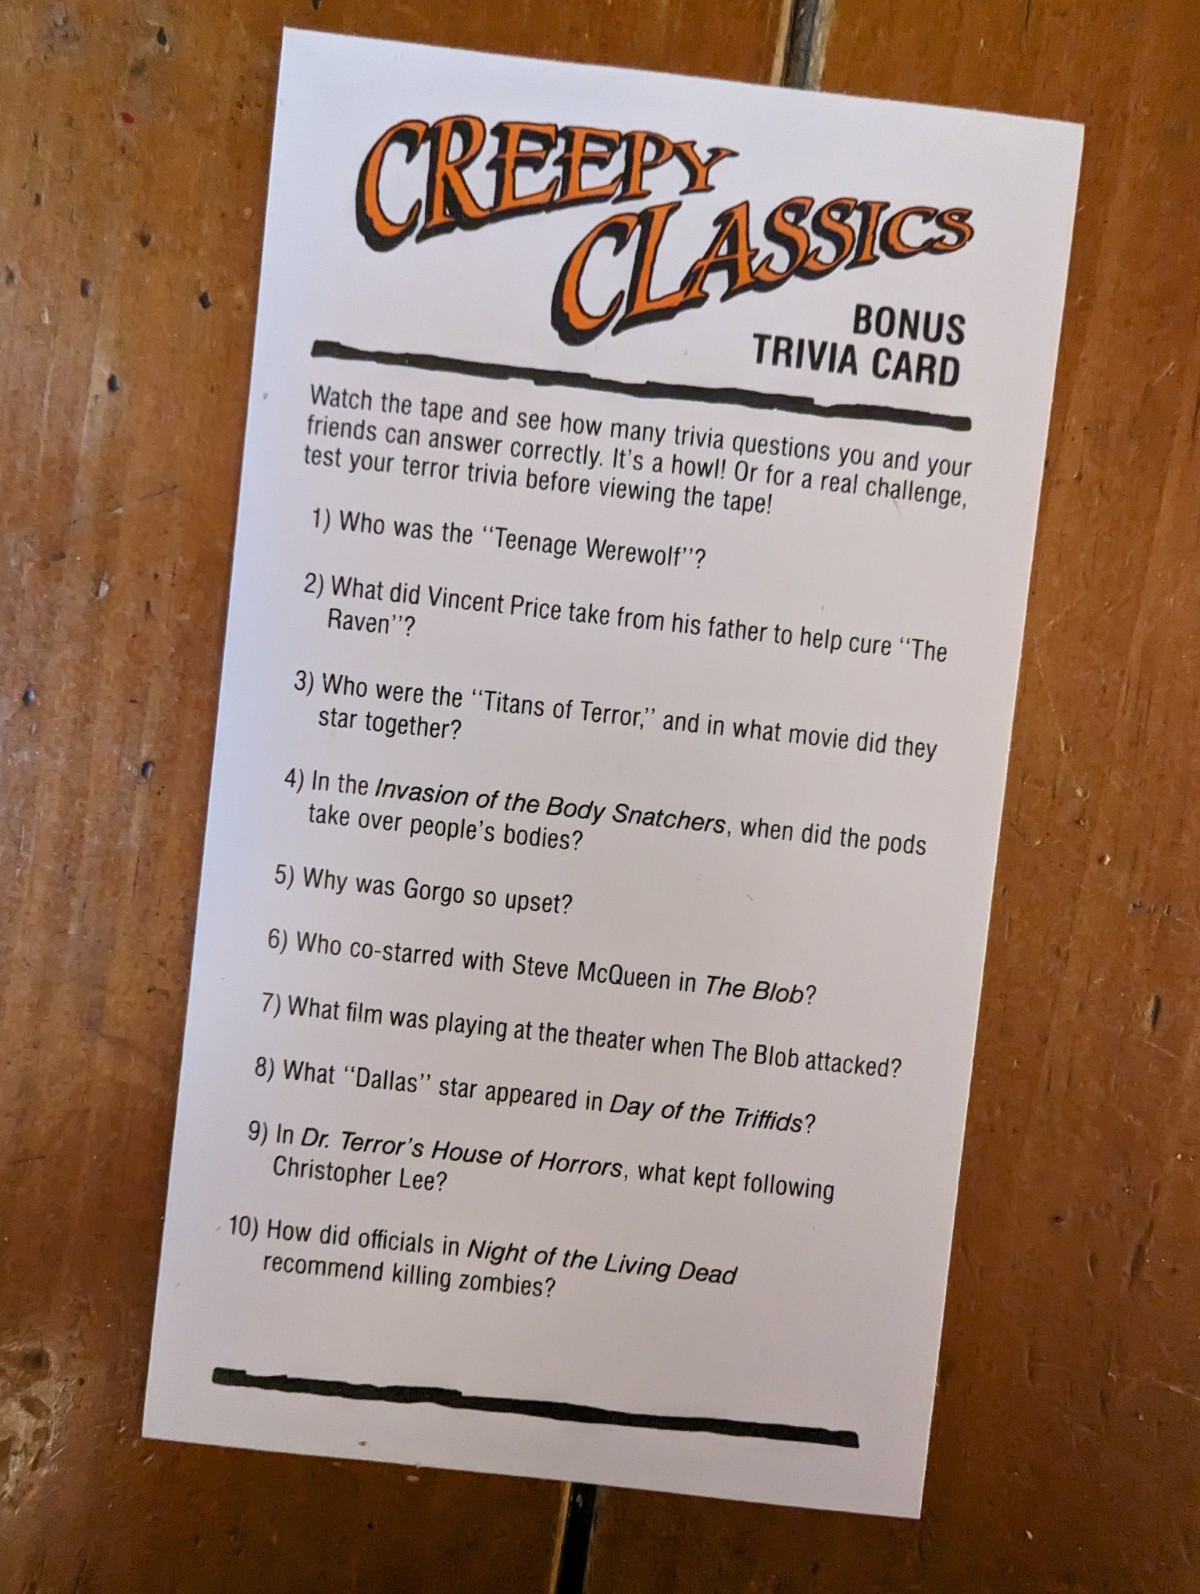 CREEPY
CLASSICS
BONUS
TRIVIA CARD
Watch the tape and see how many trivia questions you and your
friends can answer correctly. It's a howl! Or for a real challenge,
test your terror trivia before viewing the tape!
1) Who was the ‘‘Teenage Werewolf’’?
2) What did Vincent Price take from his father to help cure ‘‘The
Raven’’?
3) Who were the ‘‘Titans of Terror,’’ and in what movie did they
star together?
4) In the Invasion of the Body Snatchers, when did the pods
take over people's bodies?
5) Why was Gorgo so upset?
6) Who co-starred with Steve McQueen in The Blob?
7) What film was playing at the theater when The Blob attacked?
8) What ‘‘Dallas’’ star appeared in Day of the Triffids?
9) In Dr. Terror's House of Horrors, what kept following
Christopher Lee?
10) How did officials in Night of the Living Dead
recommend killing zombies?